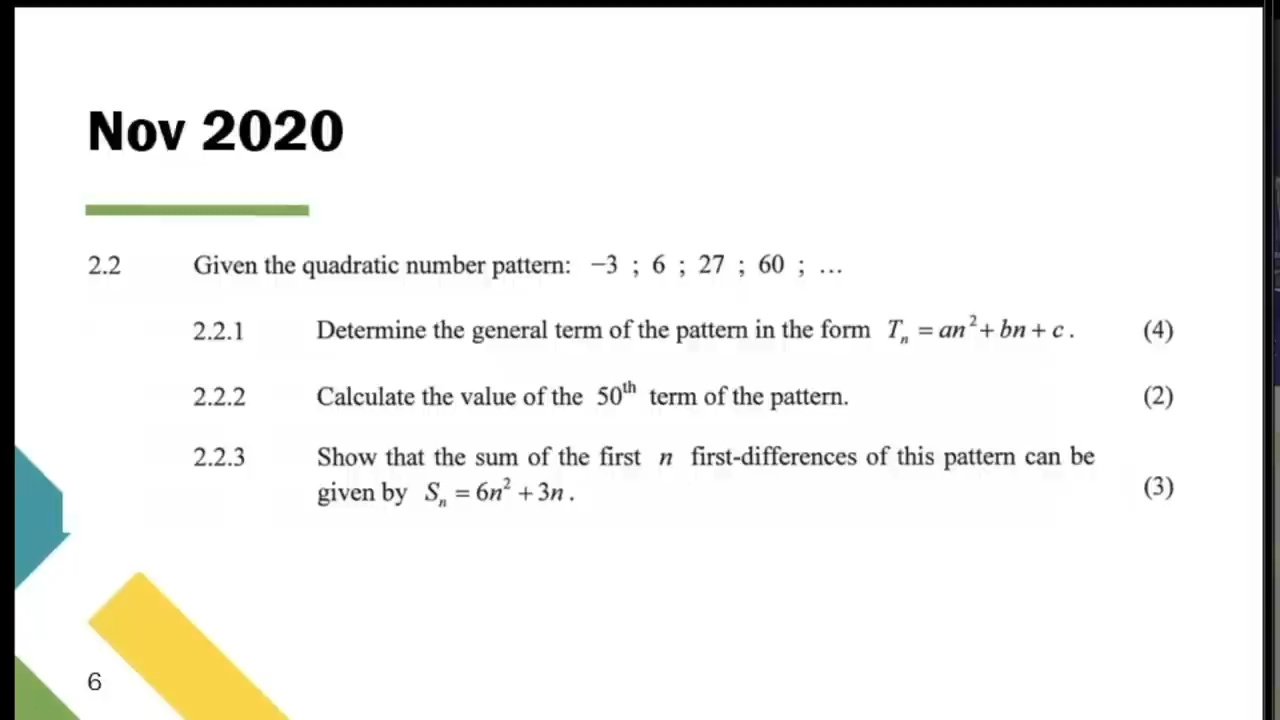 Nov 2020
2.2 Given the quadratic number pattern: −3 ; 6 ; 27 ; 60 ; …
2.2.1 Determine the general term of the pattern in the form Tₙ = an² + bn + c . (4)
2.2.2 Calculate the value of the 50ᵗʰ term of the pattern. (2)
2.2.3 Show that the sum of the first n first-differences of this pattern can be
given by Sₙ = 6n² + 3n . (3)
6